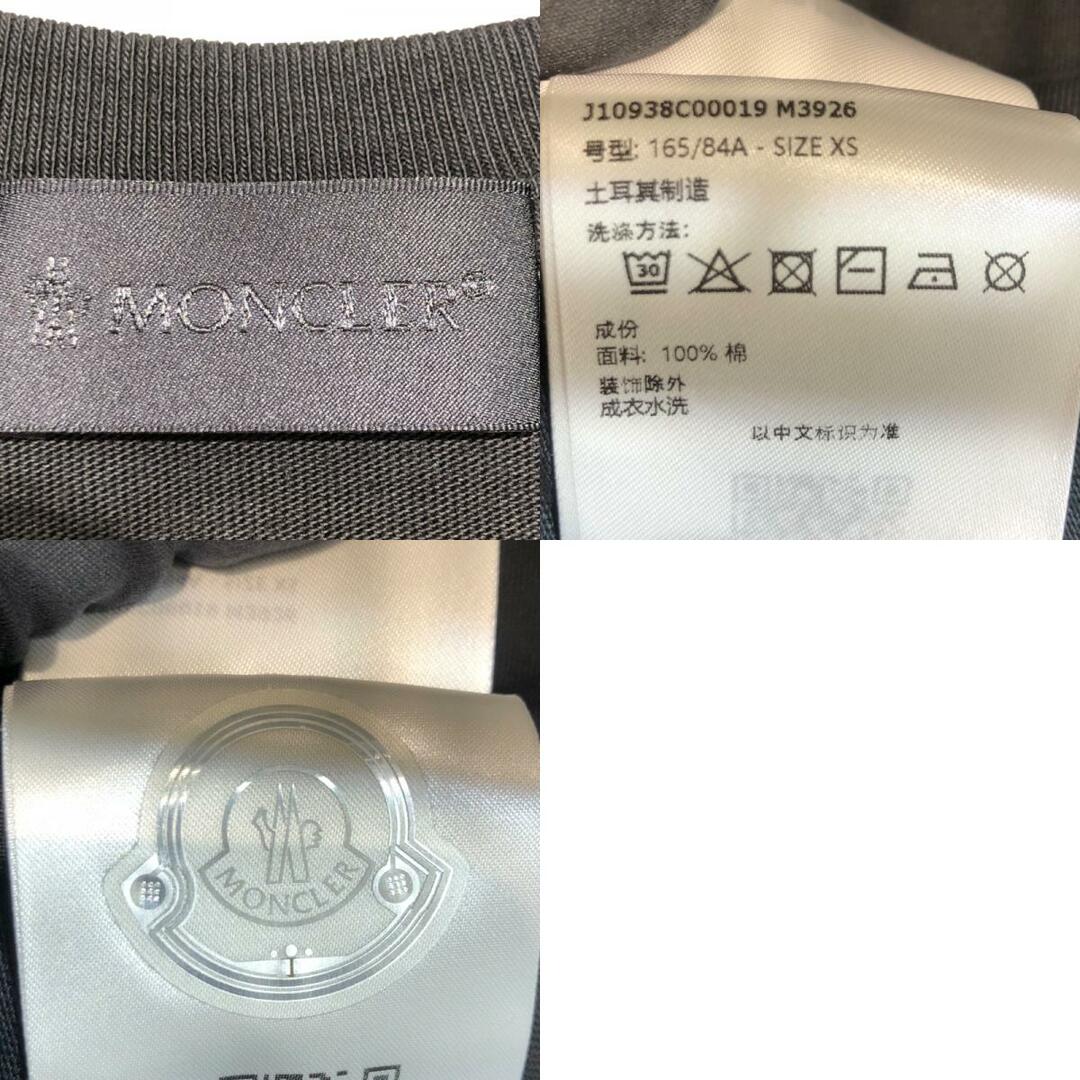 MONCLER
J10938C00019 M3926
号型: 165/84A - SIZE XS
土耳其制造
洗涤方法:
30
成份
面料: 100% 棉
装饰除外
成衣水洗
以中文标识为准
MONCLER